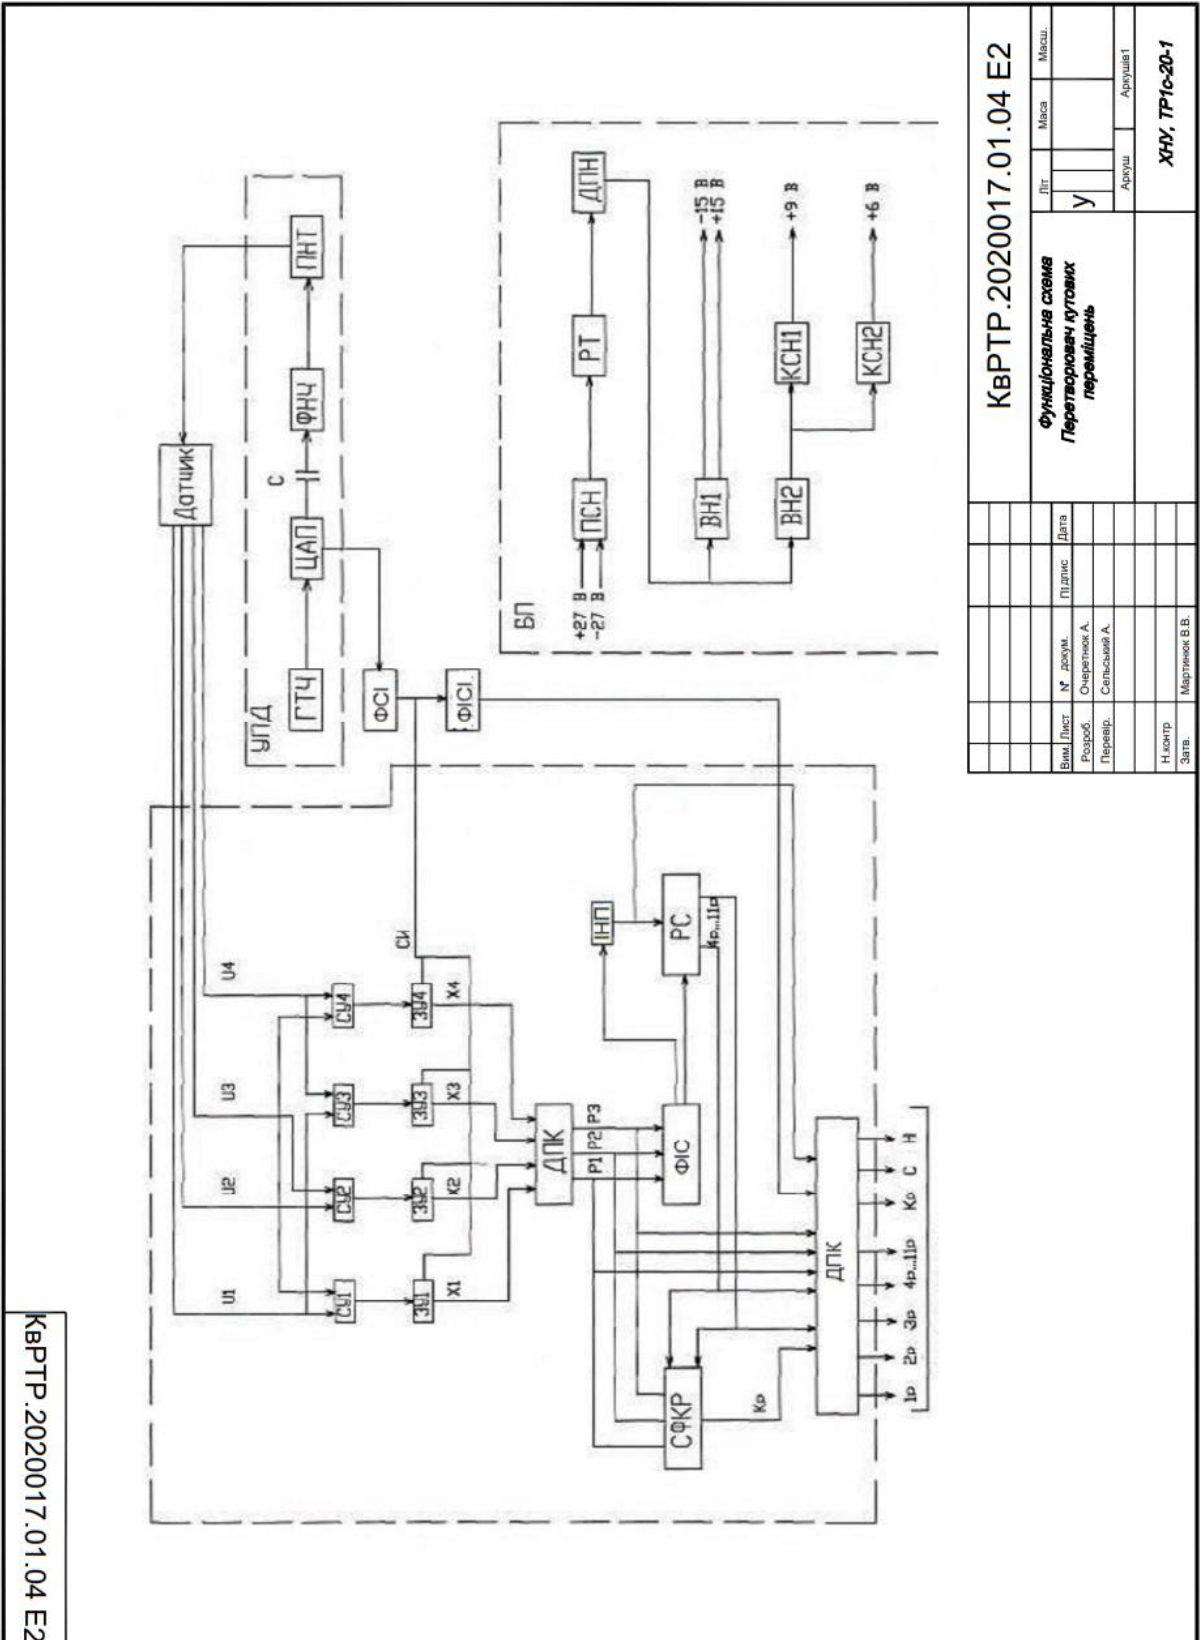 КвРТР.2020017.01.04 Е2
Датчик
U1
U2
U3
U4
УПД
ГТЧ
ЦАП
С
ФНЧ
ПНТ
ФСІ
ФІСІ
СУ1
СУ2
СУ3
СУ4
СИ
ЗУ1
ЗУ2
ЗУ3
ЗУ4
X1
X2
X3
X4
ДПК
Р1
Р2
Р3
ІНП
ФІС
РС
4р...11р
СФКР
Кр
ДПК
1р
2р
3р
4р...11р
Кр
С
Н
БП
+27 В
-27 В
ПСН
РТ
ДПН
ВН1
-15 В
+15 В
ВН2
КСН1
+9 В
КСН2
+6 В
КвРТР.2020017.01.04 Е2
Вим. Лист № докум. Підпис Дата
Розроб. Очеретнюк А.
Перевір. Сельський А.
Н.контр
Затв. Мартинюк В.В.
Функціональна схема
Перетворювач кутових
переміщень
Літ Маса Масш.
У
Аркуш Аркушів1
ХНУ, ТР1с-20-1